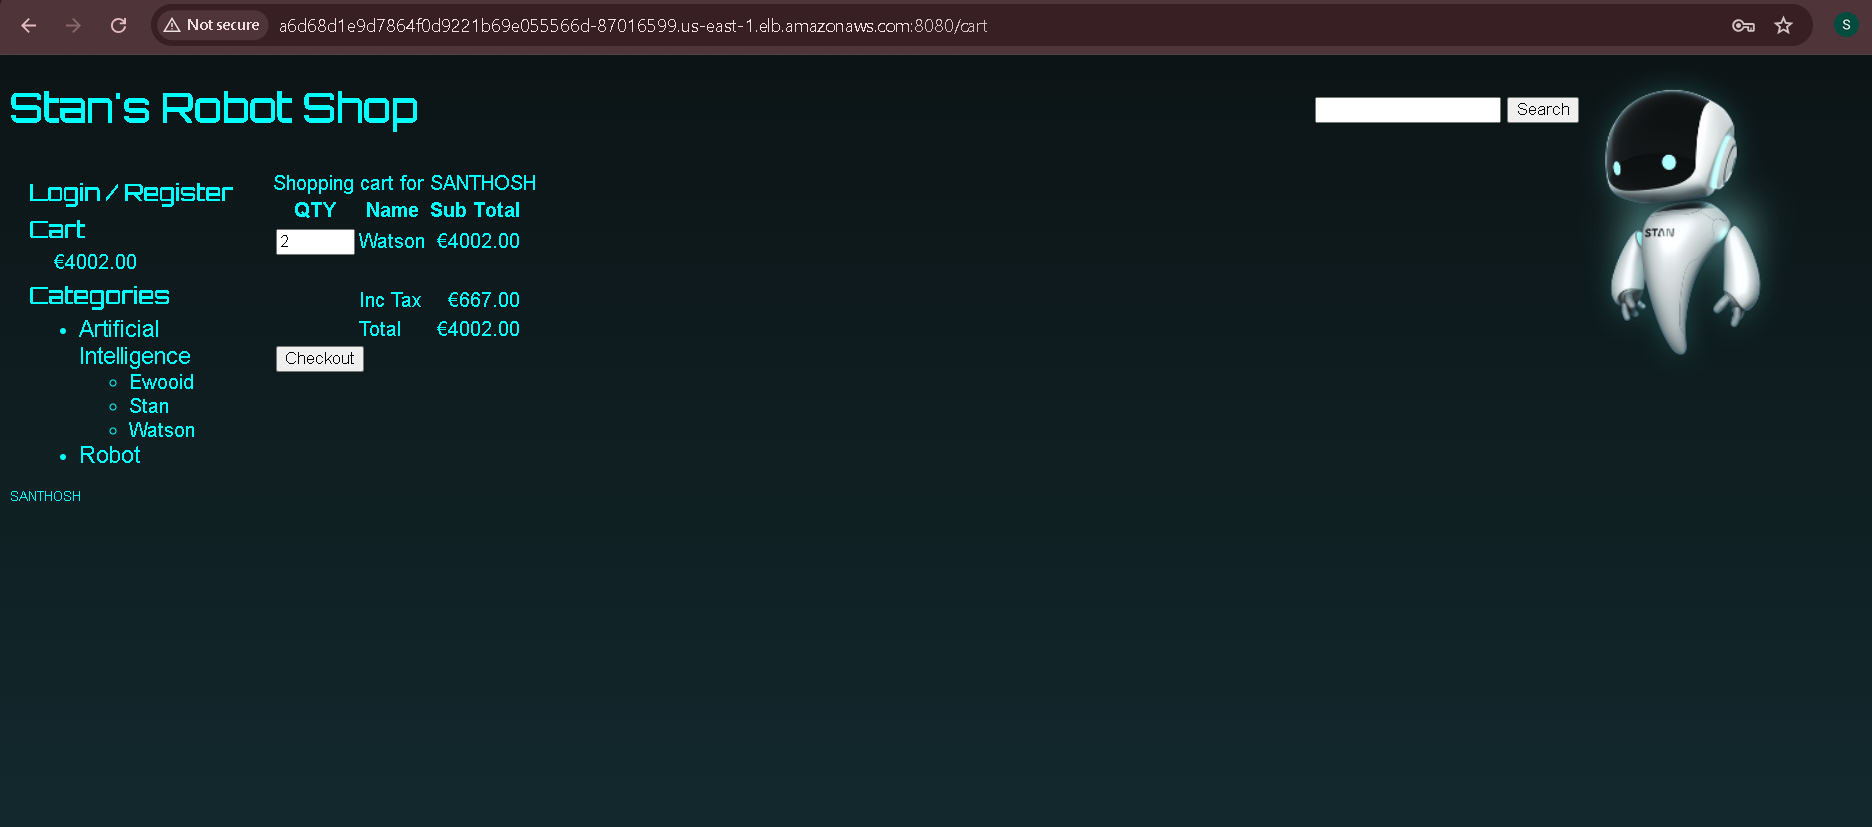 Not secure
a6d68d1e9d7864f0d9221b69e055566d-87016599.us-east-1.elb.amazonaws.com:8080/cart
S
Stan's Robot Shop
Search
STAN
Login / Register
Cart
€4002.00
Categories
Artificial
Intelligence
Ewooid
Stan
Watson
Robot
SANTHOSH
Shopping cart for SANTHOSH
QTY Name Sub Total
2 Watson €4002.00
Inc Tax €667.00
Total €4002.00
Checkout